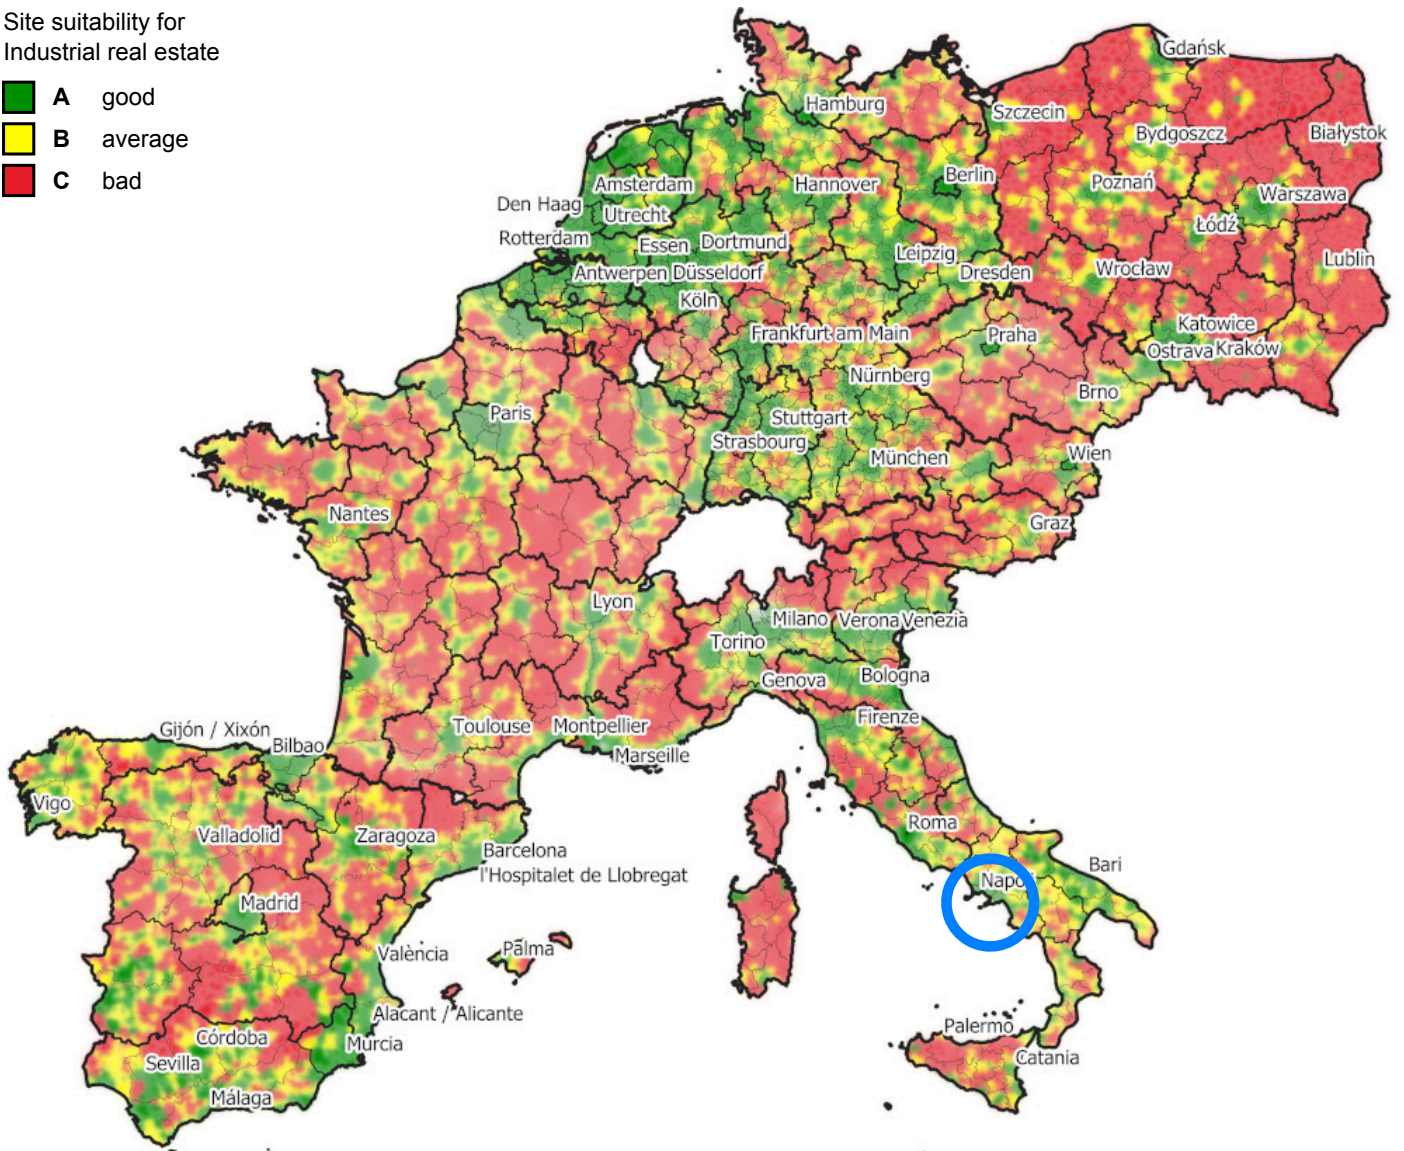 Site suitability for
Industrial real estate
A good
B average
C bad
Gdańsk
Hamburg
Szczecin
Bydgoszcz
Białystok
Berlin
Amsterdam
Hannover
Poznań
Warszawa
Den Haag
Utrecht
Łódź
Rotterdam
Essen
Dortmund
Leipzig
Lublin
Antwerpen
Düsseldorf
Dresden
Wrocław
Köln
Frankfurt am Main
Praha
Katowice
Ostrava
Kraków
Nürnberg
Brno
Paris
Stuttgart
Strasbourg
München
Wien
Nantes
Graz
Lyon
Milano
Verona
Venezia
Torino
Genova
Bologna
Firenze
Gijón / Xixón
Bilbao
Toulouse
Montpellier
Marseille
Vigo
Valladolid
Zaragoza
Roma
Barcelona
l'Hospitalet de Llobregat
Bari
Napoli
Madrid
València
Palma
Alacant / Alicante
Palermo
Córdoba
Murcia
Catania
Sevilla
Málaga